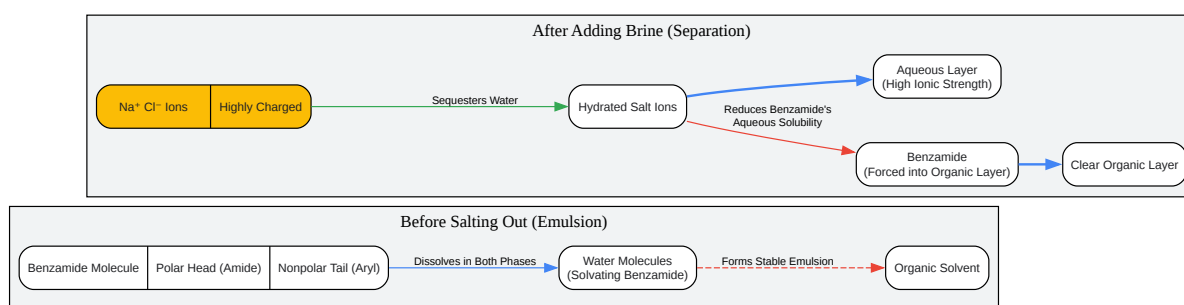 After Adding Brine (Separation)
Na⁺ Cl⁻ Ions
Highly Charged
Sequesters Water
Hydrated Salt Ions
Aqueous Layer
(High Ionic Strength)
Reduces Benzamide's
Aqueous Solubility
Benzamide
(Forced into Organic Layer)
Clear Organic Layer
Before Salting Out (Emulsion)
Benzamide Molecule
Polar Head (Amide)
Nonpolar Tail (Aryl)
Dissolves in Both Phases
Water Molecules
(Solvating Benzamide)
Forms Stable Emulsion
Organic Solvent